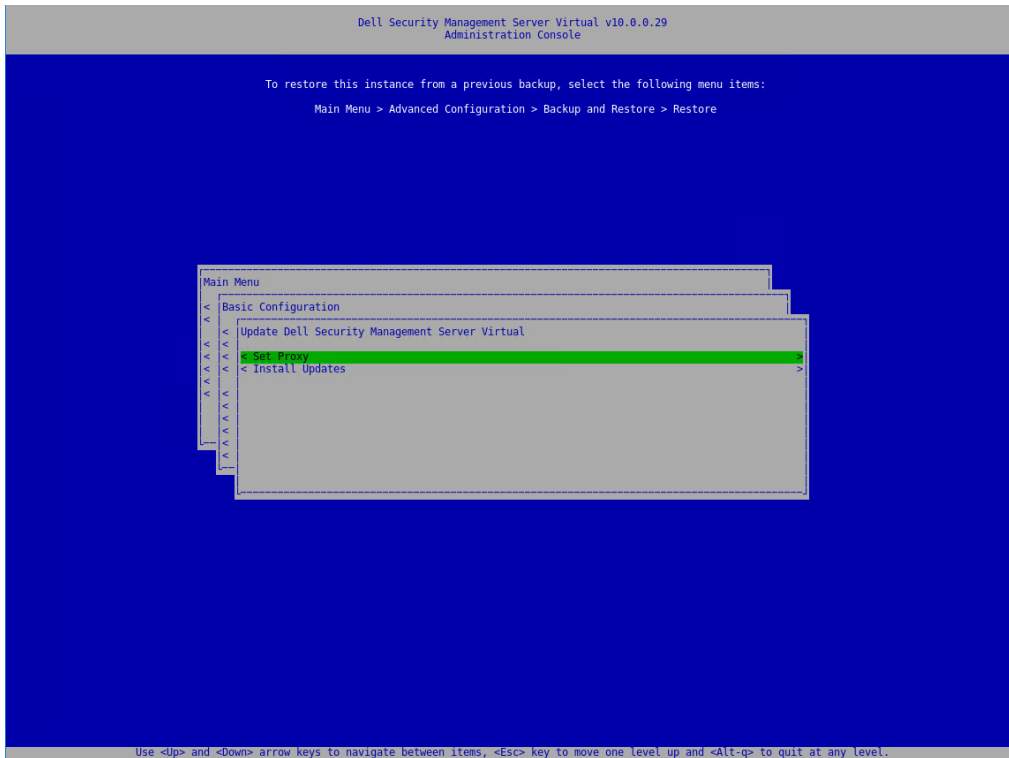 Dell Security Management Server Virtual v10.0.0.29
Administration Console
To restore this instance from a previous backup, select the following menu items:
Main Menu > Advanced Configuration > Backup and Restore > Restore
Main Menu
< Basic Configuration
<
< Update Dell Security Management Server Virtual
< <
< < < Set Proxy >
< < < Install Updates >
<
< <
<
<
<
<
<
Use <Up> and <Down> arrow keys to navigate between items, <Esc> key to move one level up and <Alt-q> to quit at any level.